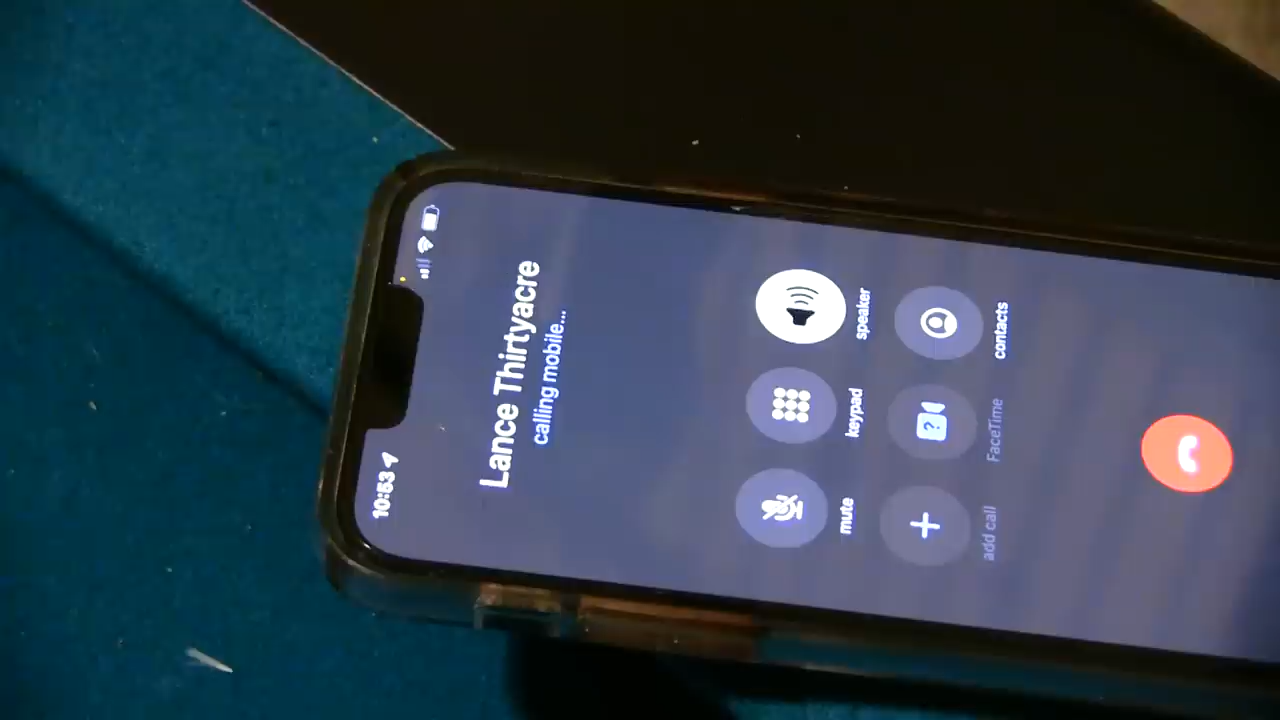 10:53
Lance Thirtyacre
calling mobile...
mute
keypad
speaker
add call
FaceTime
contacts